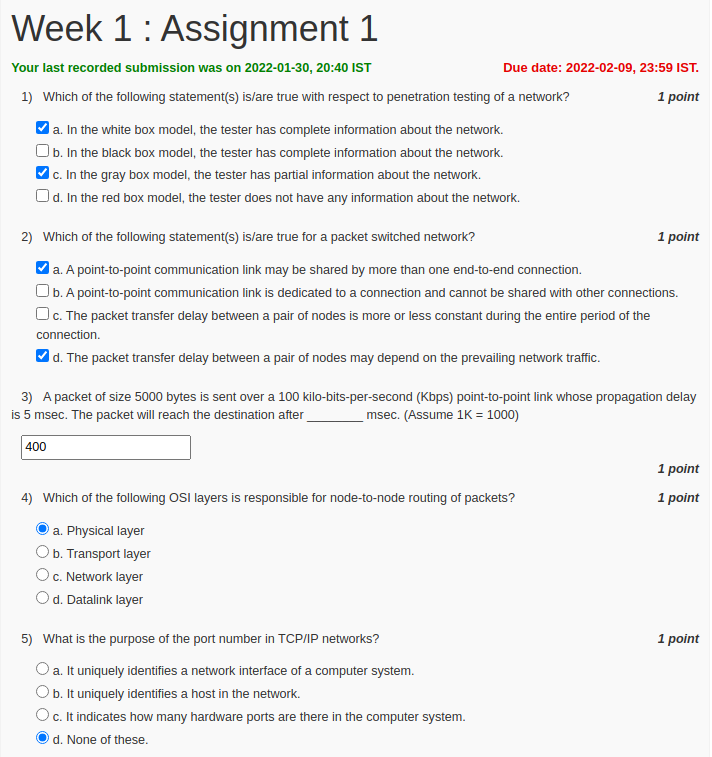 Week 1 : Assignment 1
Your last recorded submission was on 2022-01-30, 20:40 IST Due date: 2022-02-09, 23:59 IST.
1) Which of the following statement(s) is/are true with respect to penetration testing of a network? 1 point
a. In the white box model, the tester has complete information about the network.
b. In the black box model, the tester has complete information about the network.
c. In the gray box model, the tester has partial information about the network.
d. In the red box model, the tester does not have any information about the network.
2) Which of the following statement(s) is/are true for a packet switched network? 1 point
a. A point-to-point communication link may be shared by more than one end-to-end connection.
b. A point-to-point communication link is dedicated to a connection and cannot be shared with other connections.
c. The packet transfer delay between a pair of nodes is more or less constant during the entire period of the
connection.
d. The packet transfer delay between a pair of nodes may depend on the prevailing network traffic.
3) A packet of size 5000 bytes is sent over a 100 kilo-bits-per-second (Kbps) point-to-point link whose propagation delay
is 5 msec. The packet will reach the destination after ________ msec. (Assume 1K = 1000)
400
1 point
4) Which of the following OSI layers is responsible for node-to-node routing of packets? 1 point
a. Physical layer
b. Transport layer
c. Network layer
d. Datalink layer
5) What is the purpose of the port number in TCP/IP networks? 1 point
a. It uniquely identifies a network interface of a computer system.
b. It uniquely identifies a host in the network.
c. It indicates how many hardware ports are there in the computer system.
d. None of these.